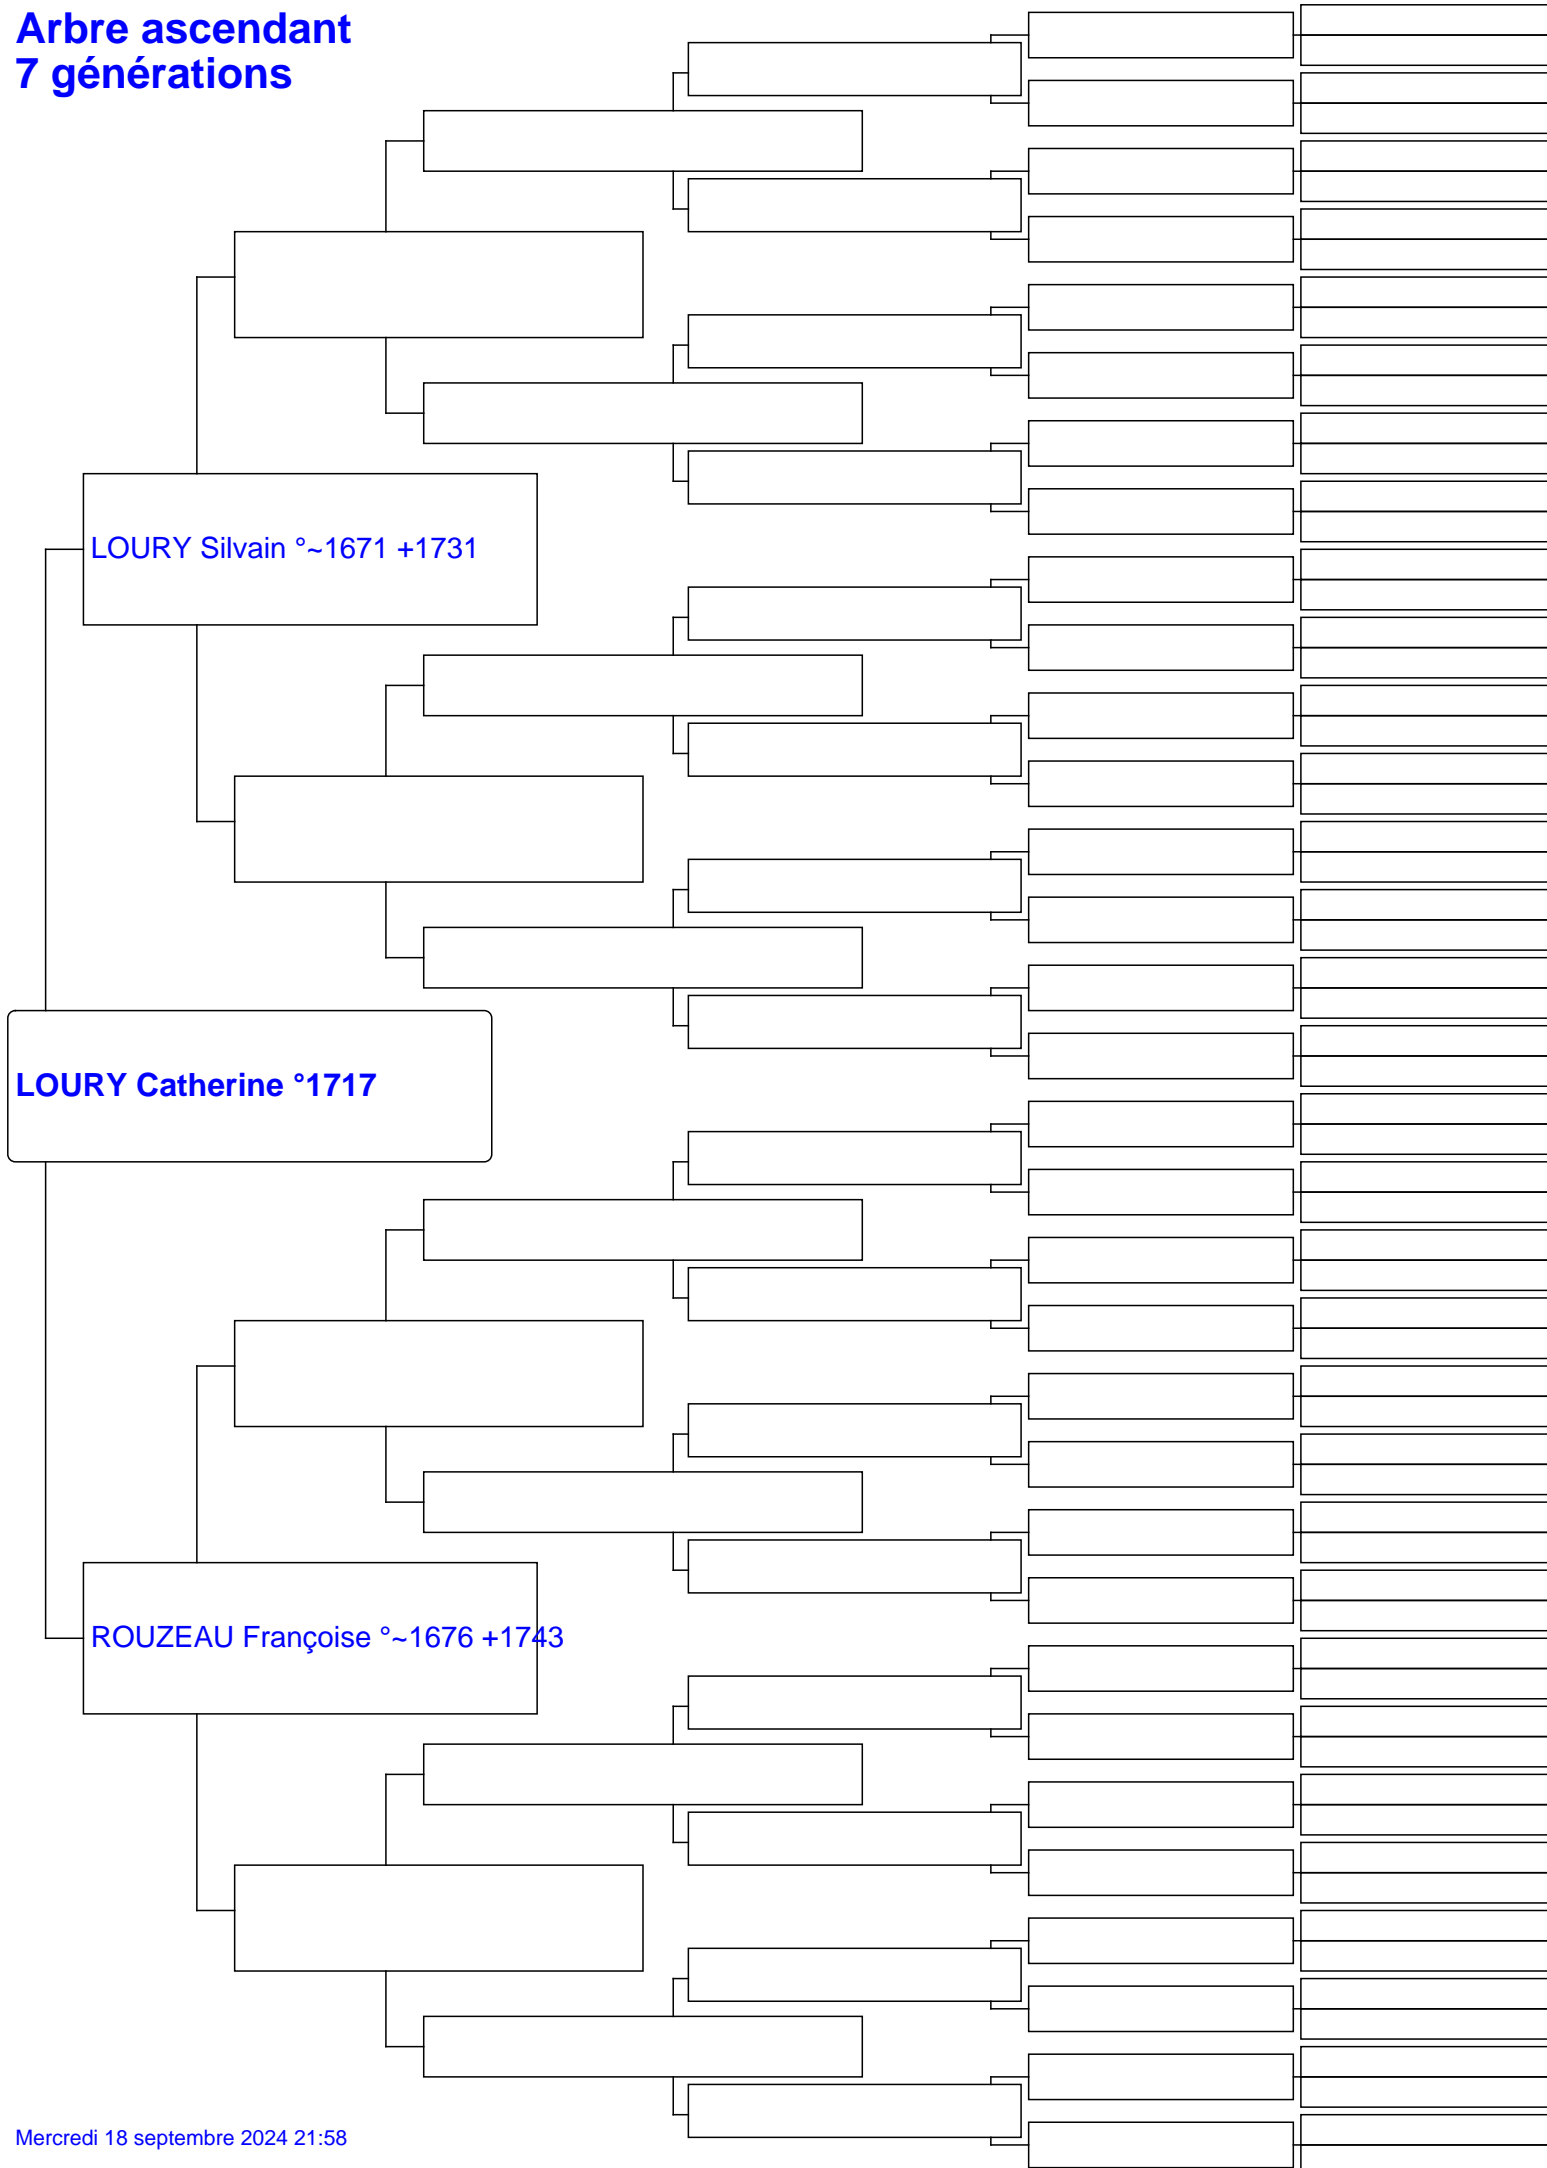 Arbre ascendant
7 générations
LOURY Silvain °~1671 +1731
LOURY Catherine °1717
ROUZEAU Françoise °~1676 +1743
Mercredi 18 septembre 2024 21:58